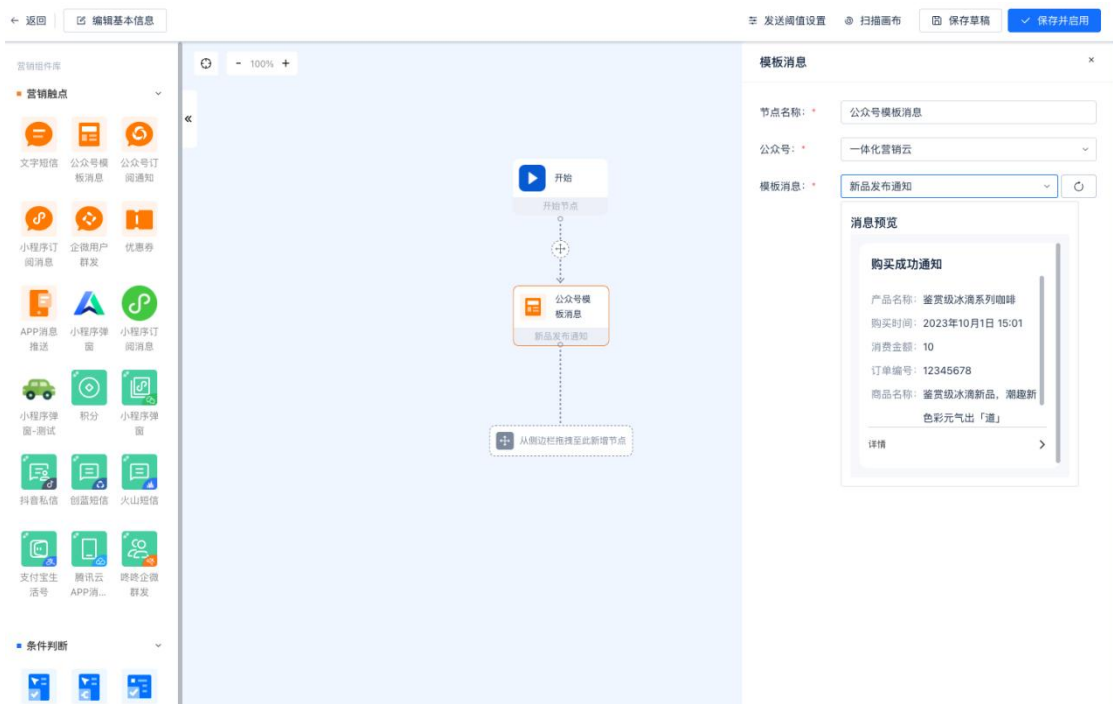 返回
编辑基本信息
发送阈值设置
扫描画布
保存草稿
保存并启用
营销组件库
营销触点
文字短信
公众号模
板消息
公众号订
阅通知
小程序订
阅消息
企微用户
群发
优惠券
APP消息
推送
小程序弹
窗
小程序订
阅消息
小程序弹
窗-测试
积分
小程序弹
窗
抖音私信
创蓝短信
火山短信
支付宝生
活号
腾讯云
APP消...
咚咚企微
群发
条件判断
- 100% +
开始
开始节点
公众号模
板消息
新品发布通知
从侧边栏拖拽至此新增节点
模板消息
节点名称: *
公众号模板消息
公众号: *
一体化营销云
模板消息: *
新品发布通知
消息预览
购买成功通知
产品名称: 鉴赏级冰滴系列咖啡
购买时间: 2023年10月1日 15:01
消费金额: 10
订单编号: 12345678
商品名称: 鉴赏级冰滴新品，潮趣新
色彩元气出「道」
详情